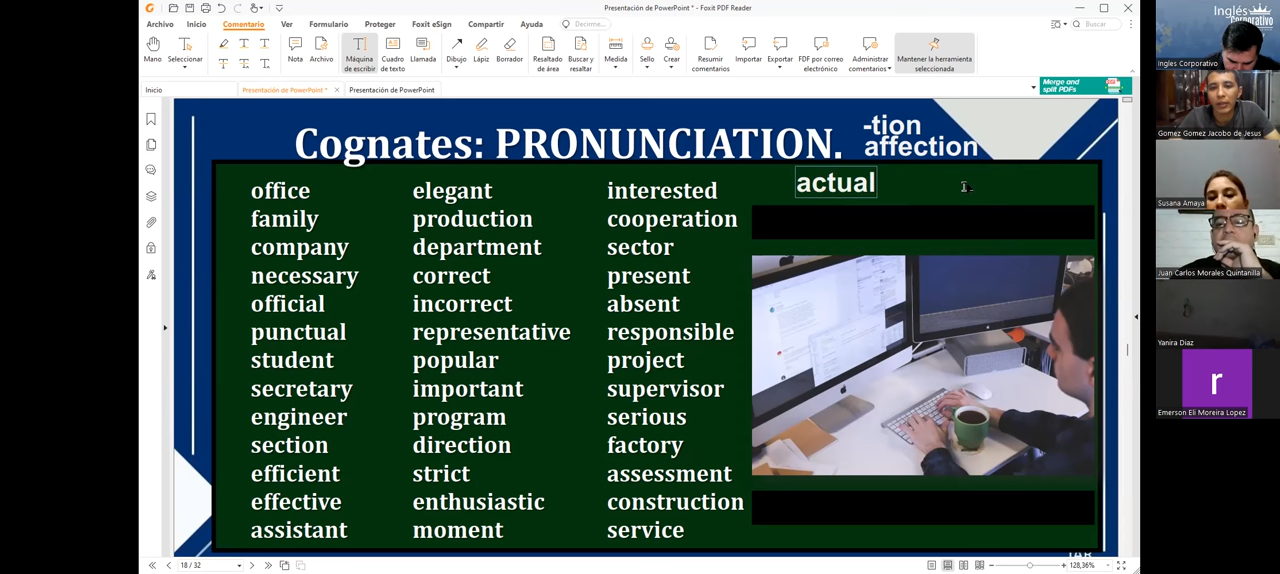 Presentación de PowerPoint * - Foxit PDF Reader
Archivo Inicio Comentario Ver Formulario Proteger Foxit eSign Compartir Ayuda Decirme... Buscar
Mano Seleccionar Nota Archivo Máquina de escribir Cuadro de texto Llamada Dibujo Lápiz Borrador Resaltado de área Buscar y resaltar Medida Sello Crear Resumir comentarios Importar Exportar PDF por correo electrónico Administrar comentarios Mantener la herramienta seleccionada
Inicio Presentación de PowerPoint * Presentación de PowerPoint
Merge and
split PDFs
Cognates: PRONUNCIATION.
-tion
affection
actual
office elegant interested
family production cooperation
company department sector
necessary correct present
official incorrect absent
punctual representative responsible
student popular project
secretary important supervisor
engineer program serious
section direction factory
efficient strict assessment
effective enthusiastic construction
assistant moment service
18 / 32
128,36%
Inglés
Corporativo
Ingles Corporativo
Gomez Gomez Jacobo de Jesus
Susana Amaya
Juan Carlos Morales Quintanilla
Yanira Diaz
r
Emerson Eli Moreira Lopez